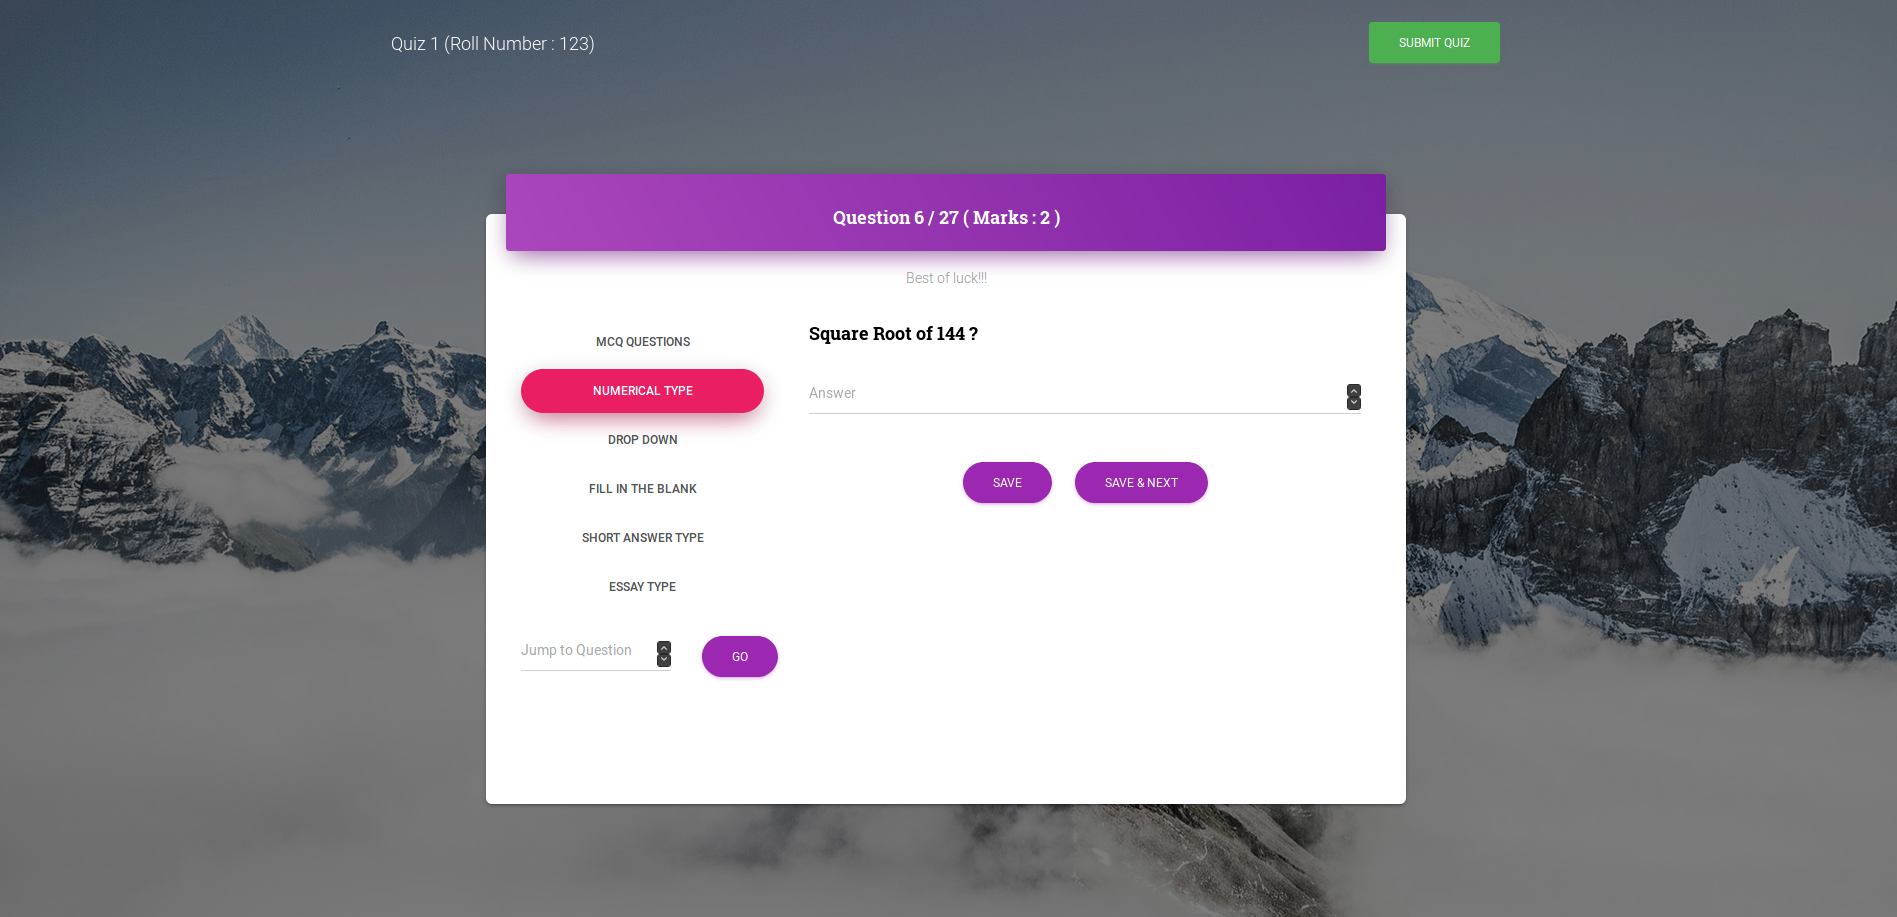 Quiz 1 (Roll Number : 123)
SUBMIT QUIZ
Question 6 / 27 ( Marks : 2 )
Best of luck!!!
MCQ QUESTIONS
NUMERICAL TYPE
DROP DOWN
FILL IN THE BLANK
SHORT ANSWER TYPE
ESSAY TYPE
Jump to Question
GO
Square Root of 144 ?
Answer
SAVE
SAVE & NEXT